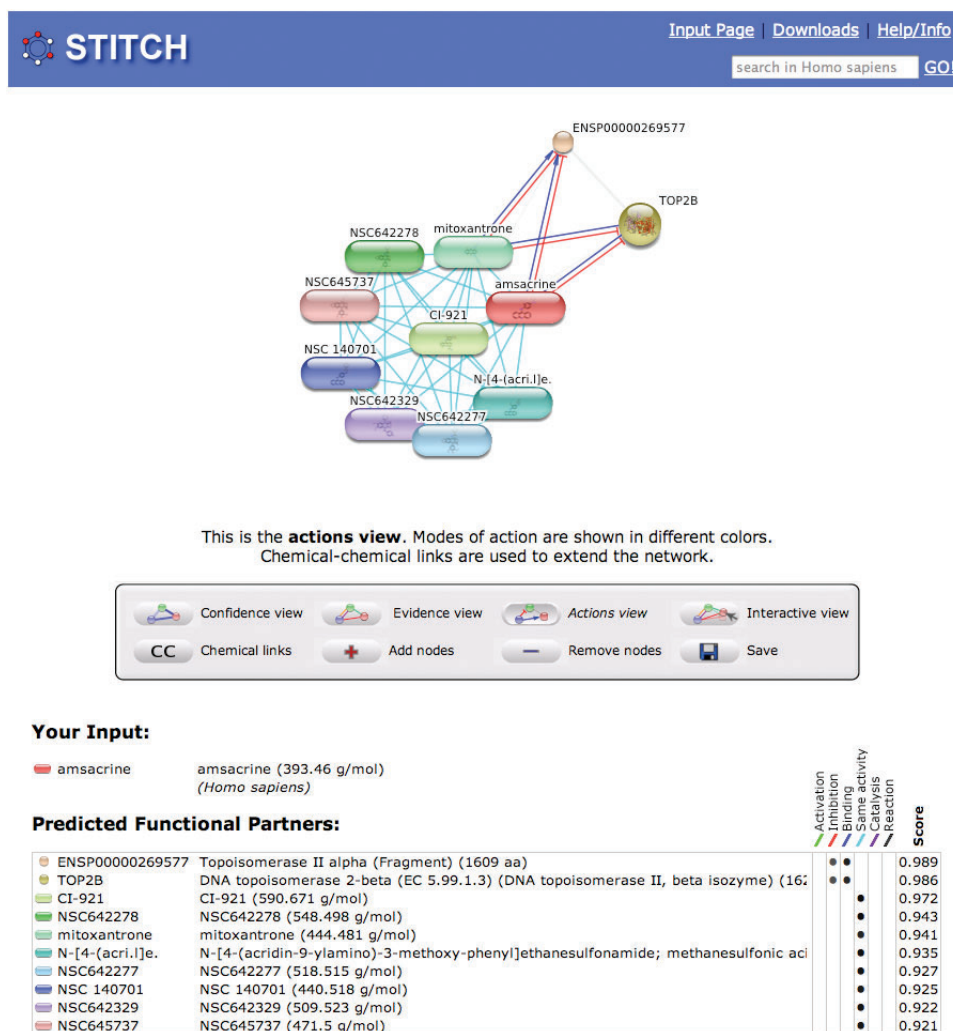 STITCH
Input Page | Downloads | Help/Info
search in Homo sapiens GO!
ENSP00000269577
TOP2B
NSC642278
mitoxantrone
NSC645737
amsacrine
CI-921
NSC 140701
N-[4-(acri.l]e.
NSC642329
NSC642277
This is the actions view. Modes of action are shown in different colors.
Chemical-chemical links are used to extend the network.
Confidence view Evidence view Actions view Interactive view
CC Chemical links Add nodes Remove nodes Save
Your Input:
amsacrine amsacrine (393.46 g/mol)
(Homo sapiens)
Activation
Inhibition
Binding
Same activity
Catalysis
Reaction
Score
Predicted Functional Partners:
ENSP00000269577 Topoisomerase II alpha (Fragment) (1609 aa) 0.989
TOP2B DNA topoisomerase 2-beta (EC 5.99.1.3) (DNA topoisomerase II, beta isozyme) (162 0.986
CI-921 CI-921 (590.671 g/mol) 0.972
NSC642278 NSC642278 (548.498 g/mol) 0.943
mitoxantrone mitoxantrone (444.481 g/mol) 0.941
N-[4-(acri.l]e. N-[4-(acridin-9-ylamino)-3-methoxy-phenyl]ethanesulfonamide; methanesulfonic aci 0.935
NSC642277 NSC642277 (518.515 g/mol) 0.927
NSC 140701 NSC 140701 (440.518 g/mol) 0.925
NSC642329 NSC642329 (509.523 g/mol) 0.922
NSC645737 NSC645737 (471.5 g/mol) 0.921